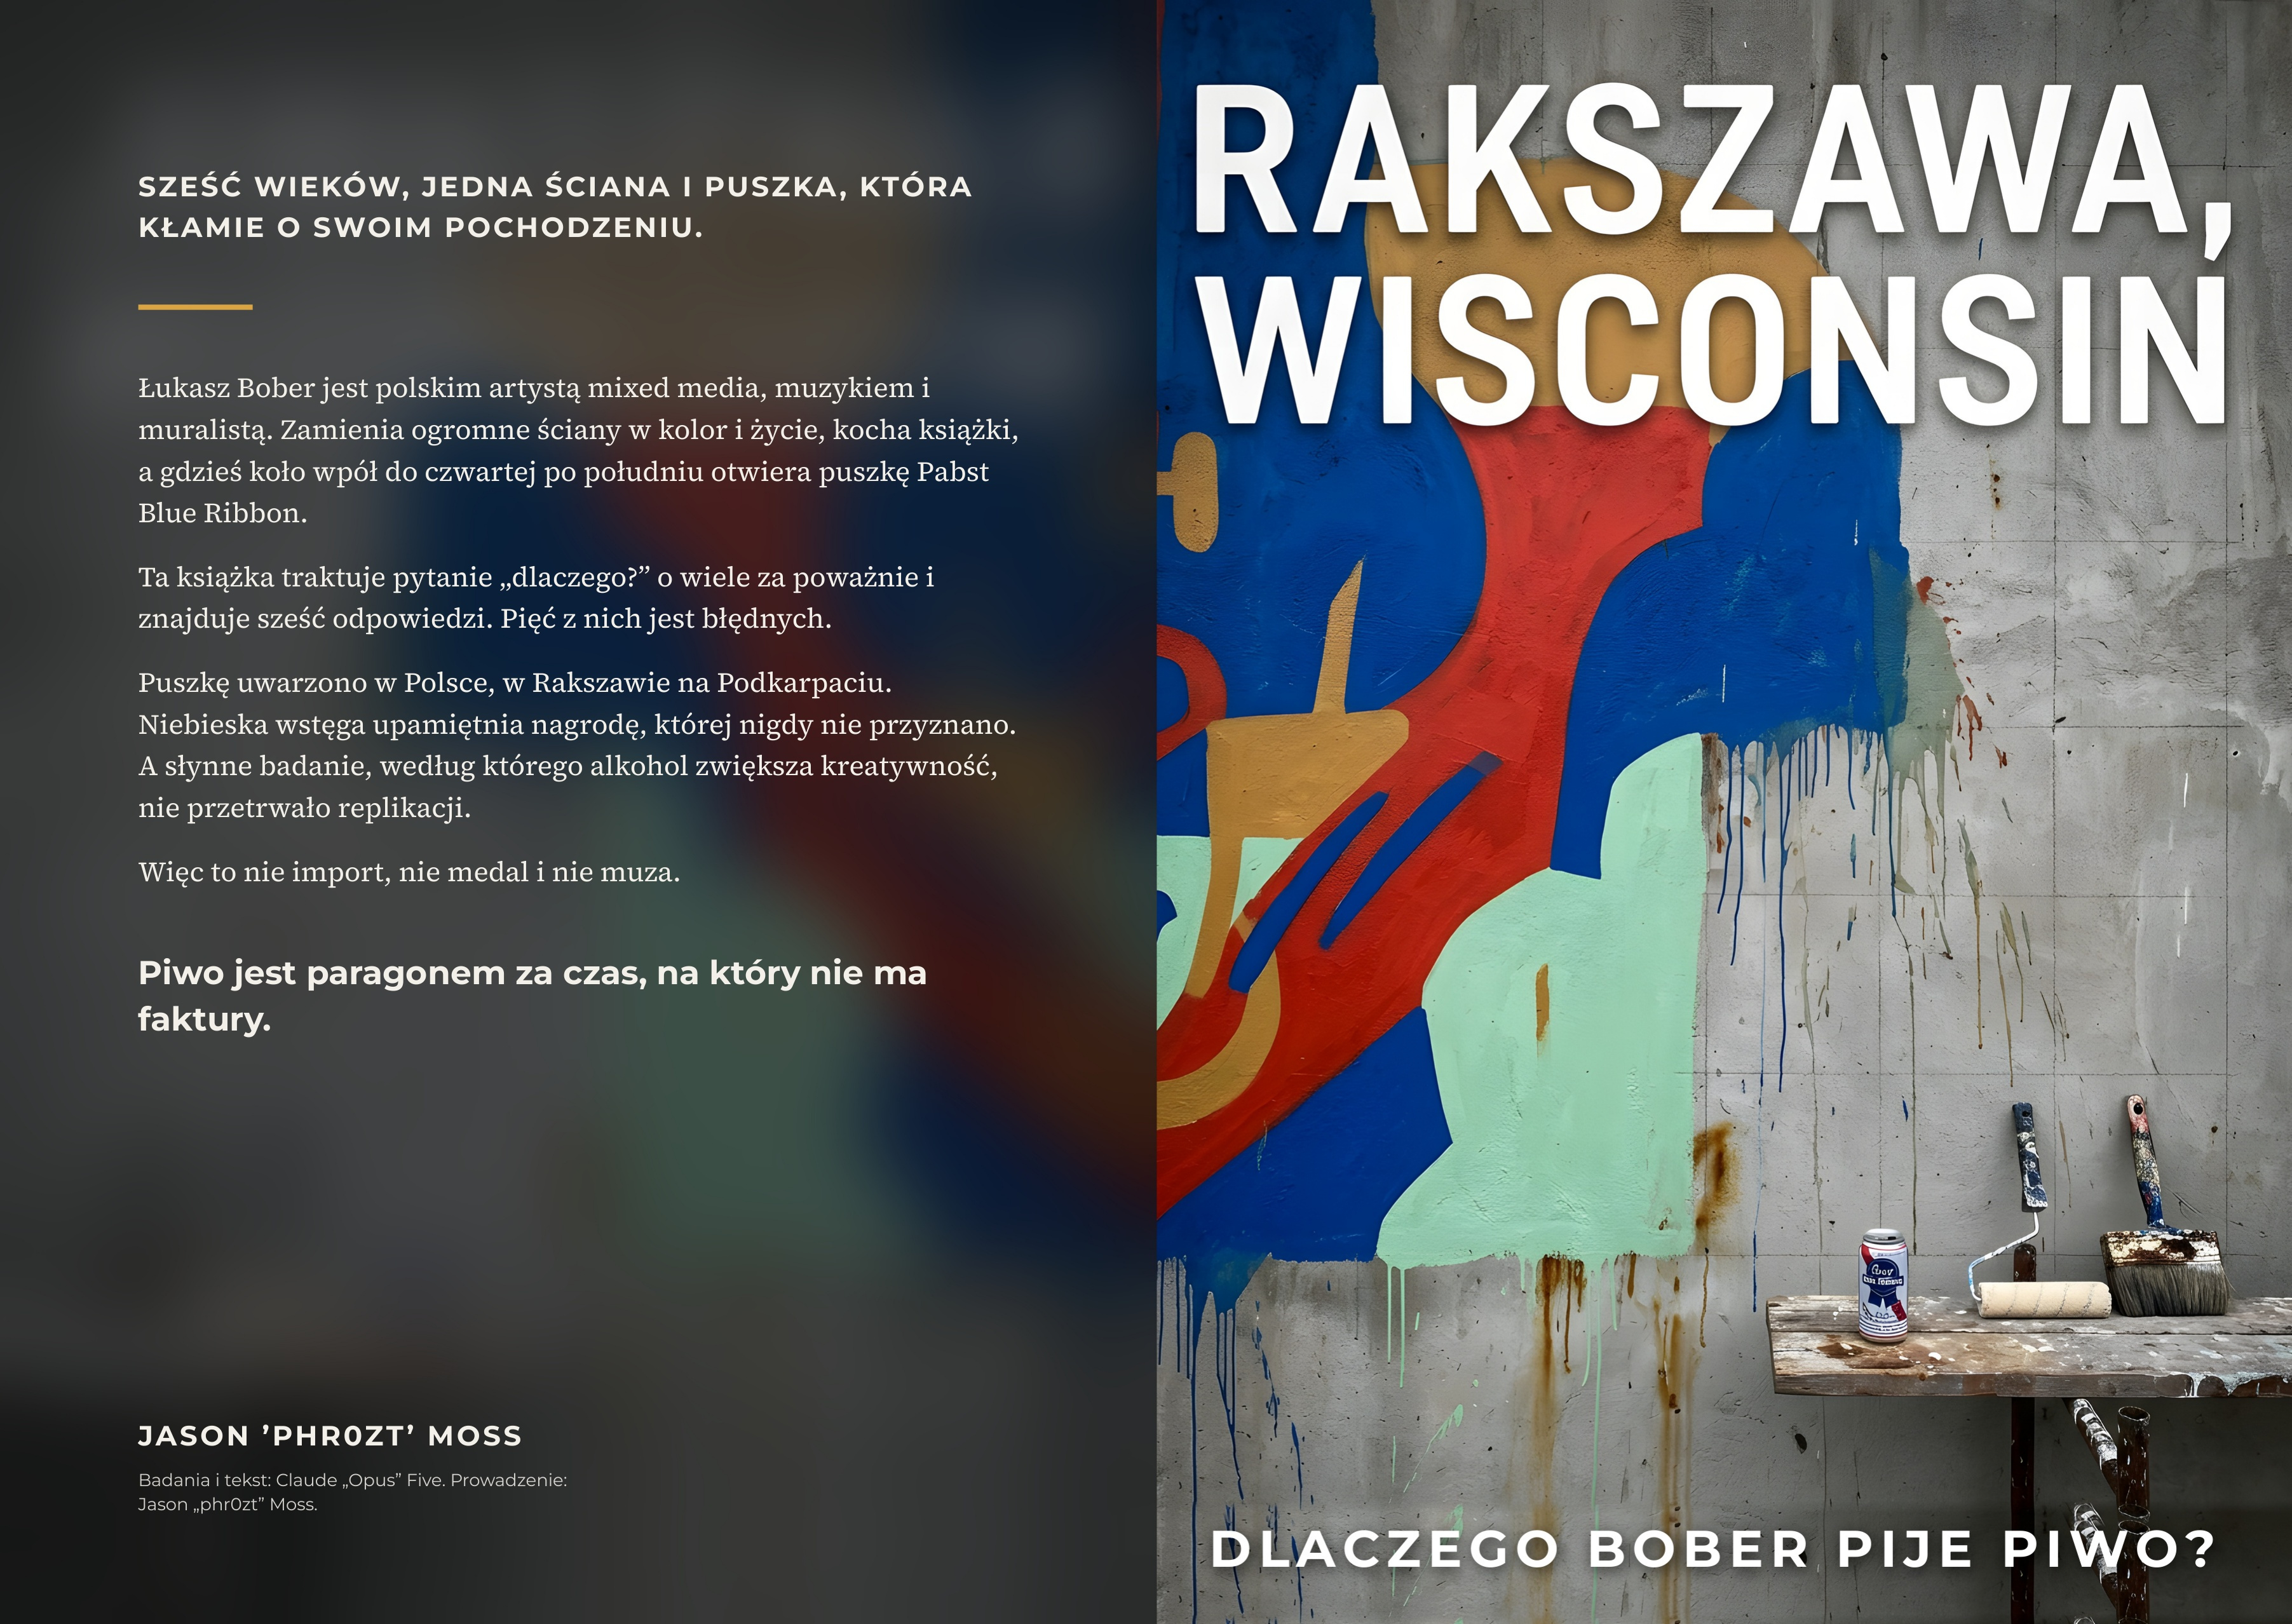 SZEŚĆ WIEKÓW, JEDNA ŚCIANA I PUSZKA, KTÓRA
KŁAMIE O SWOIM POCHODZENIU.
Łukasz Bober jest polskim artystą mixed media, muzykiem i
muralistą. Zamienia ogromne ściany w kolor i życie, kocha książki,
a gdzieś koło wpół do czwartej po południu otwiera puszkę Pabst
Blue Ribbon.
Ta książka traktuje pytanie „dlaczego?” o wiele za poważnie i
znajduje sześć odpowiedzi. Pięć z nich jest błędnych.
Puszkę uwarzono w Polsce, w Rakszawie na Podkarpaciu.
Niebieska wstęga upamiętnia nagrodę, której nigdy nie przyznano.
A słynne badanie, według którego alkohol zwiększa kreatywność,
nie przetrwało replikacji.
Więc to nie import, nie medal i nie muza.
Piwo jest paragonem za czas, na który nie ma
faktury.
JASON ’PHR0ZT’ MOSS
Badania i tekst: Claude „Opus” Five. Prowadzenie:
Jason „phr0zt” Moss.
RAKSZAWA,
WISCONSIN
DLACZEGO BOBER PIJE PIWO?